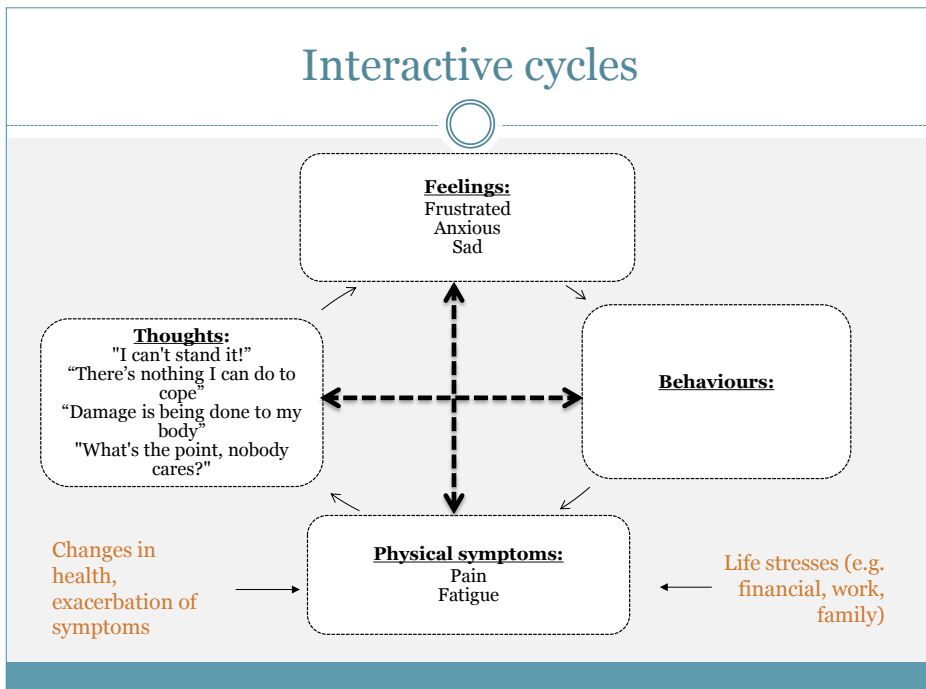 Interactive cycles
Feelings:
Frustrated
Anxious
Sad
Thoughts:
"I can't stand it!”
“There’s nothing I can do to
cope”
“Damage is being done to my
body”
"What's the point, nobody
cares?"
Behaviours:
Physical symptoms:
Pain
Fatigue
Changes in
health,
exacerbation of
symptoms
Life stresses (e.g.
financial, work,
family)